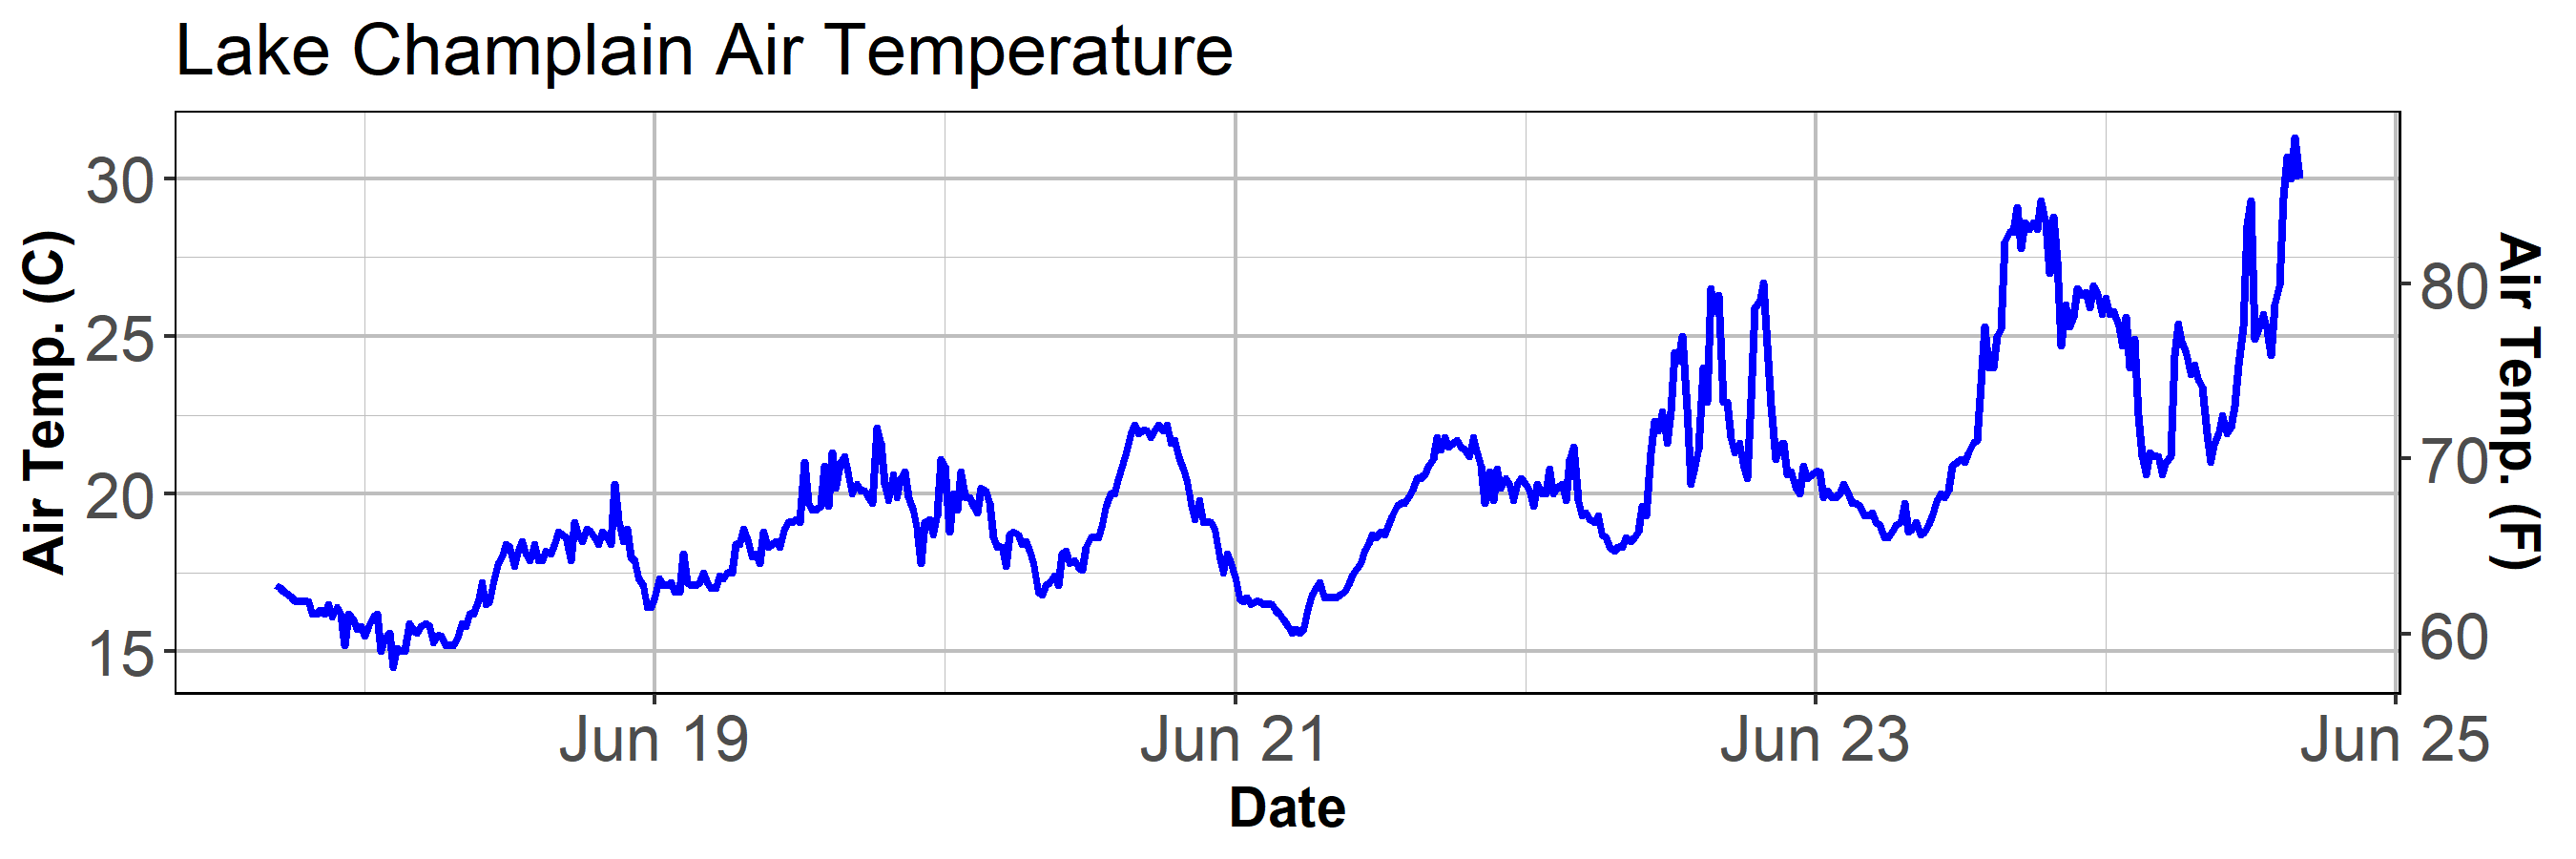 Lake Champlain Air Temperature
Air Temp. (C)
30
25
20
15
Air Temp. (F)
80
70
60
Jun 19
Jun 21
Jun 23
Jun 25
Date